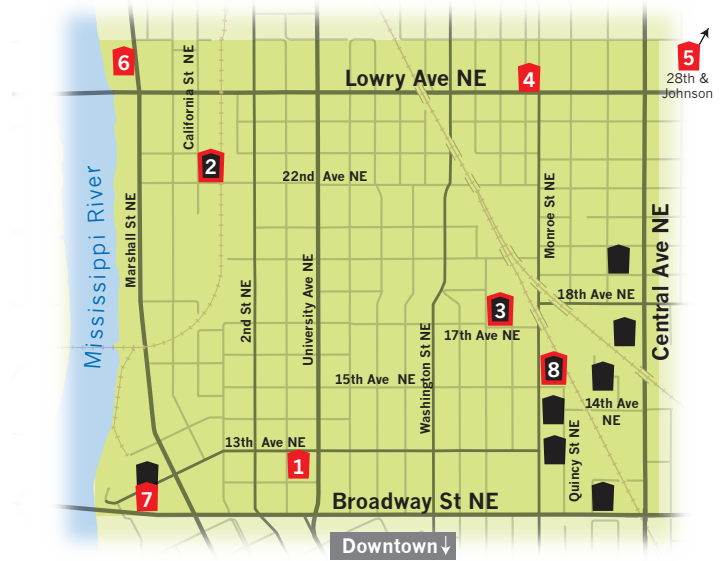 6
5
28th &
Johnson
4
Lowry Ave NE
California St NE
2
22nd Ave NE
Mississippi River
Marshall St NE
Monroe St NE
Central Ave NE
18th Ave NE
3
17th Ave NE
2nd St NE
University Ave NE
Washington St NE
15th Ave NE
8
14th Ave
NE
13th Ave NE
1
Quincy St NE
7
Broadway St NE
Downtown↓